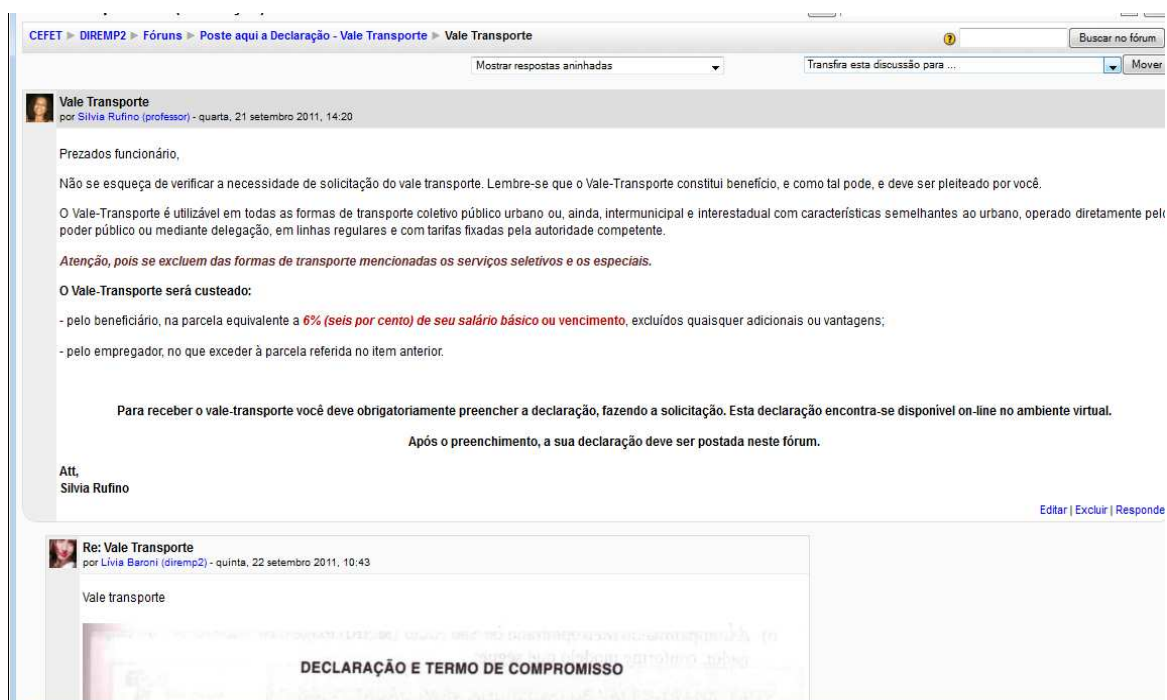 CEFET ► DIREMP2 ► Fóruns ► Poste aqui a Declaração - Vale Transporte ► Vale Transporte
Buscar no fórum
Mostrar respostas aninhadas
Transfira esta discussão para ...
Mover
Vale Transporte
por Silvia Rufino (professor) - quarta, 21 setembro 2011, 14:20
Prezados funcionário,
Não se esqueça de verificar a necessidade de solicitação do vale transporte. Lembre-se que o Vale-Transporte constitui benefício, e como tal pode, e deve ser pleiteado por você.
O Vale-Transporte é utilizável em todas as formas de transporte coletivo público urbano ou, ainda, intermunicipal e interestadual com características semelhantes ao urbano, operado diretamente pelo
poder público ou mediante delegação, em linhas regulares e com tarifas fixadas pela autoridade competente.
Atenção, pois se excluem das formas de transporte mencionadas os serviços seletivos e os especiais.
O Vale-Transporte será custeado:
- pelo beneficiário, na parcela equivalente a 6% (seis por cento) de seu salário básico ou vencimento, excluídos quaisquer adicionais ou vantagens;
- pelo empregador, no que exceder à parcela referida no item anterior.
Para receber o vale-transporte você deve obrigatoriamente preencher a declaração, fazendo a solicitação. Esta declaração encontra-se disponível on-line no ambiente virtual.
Após o preenchimento, a sua declaração deve ser postada neste fórum.
Att,
Silvia Rufino
Editar | Excluir | Responde
Re: Vale Transporte
por Lívia Baroni (diremp2) - quinta, 22 setembro 2011, 10:43
Vale transporte
DECLARAÇÃO E TERMO DE COMPROMISSO